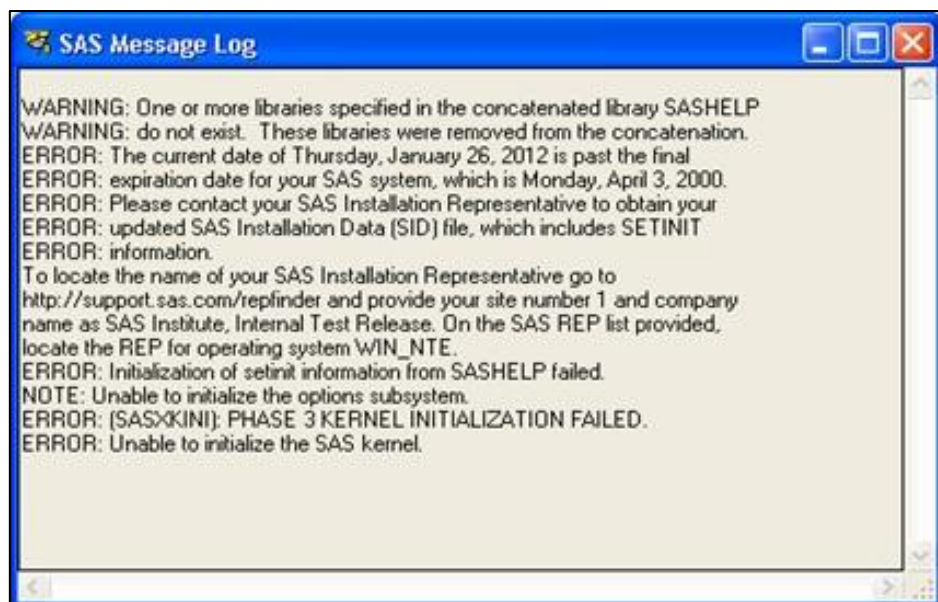 SAS Message Log
WARNING: One or more libraries specified in the concatenated library SASHELP
WARNING: do not exist.  These libraries were removed from the concatenation.
ERROR: The current date of Thursday, January 26, 2012 is past the final
ERROR: expiration date for your SAS system, which is Monday, April 3, 2000.
ERROR: Please contact your SAS Installation Representative to obtain your
ERROR: updated SAS Installation Data (SID) file, which includes SETINIT
ERROR: information.
To locate the name of your SAS Installation Representative go to
http://support.sas.com/repfinder and provide your site number 1 and company
name as SAS Institute, Internal Test Release. On the SAS REP list provided,
locate the REP for operating system WIN_NTE.
ERROR: Initialization of setinit information from SASHELP failed.
NOTE: Unable to initialize the options subsystem.
ERROR: (SASXKINI): PHASE 3 KERNEL INITIALIZATION FAILED.
ERROR: Unable to initialize the SAS kernel.